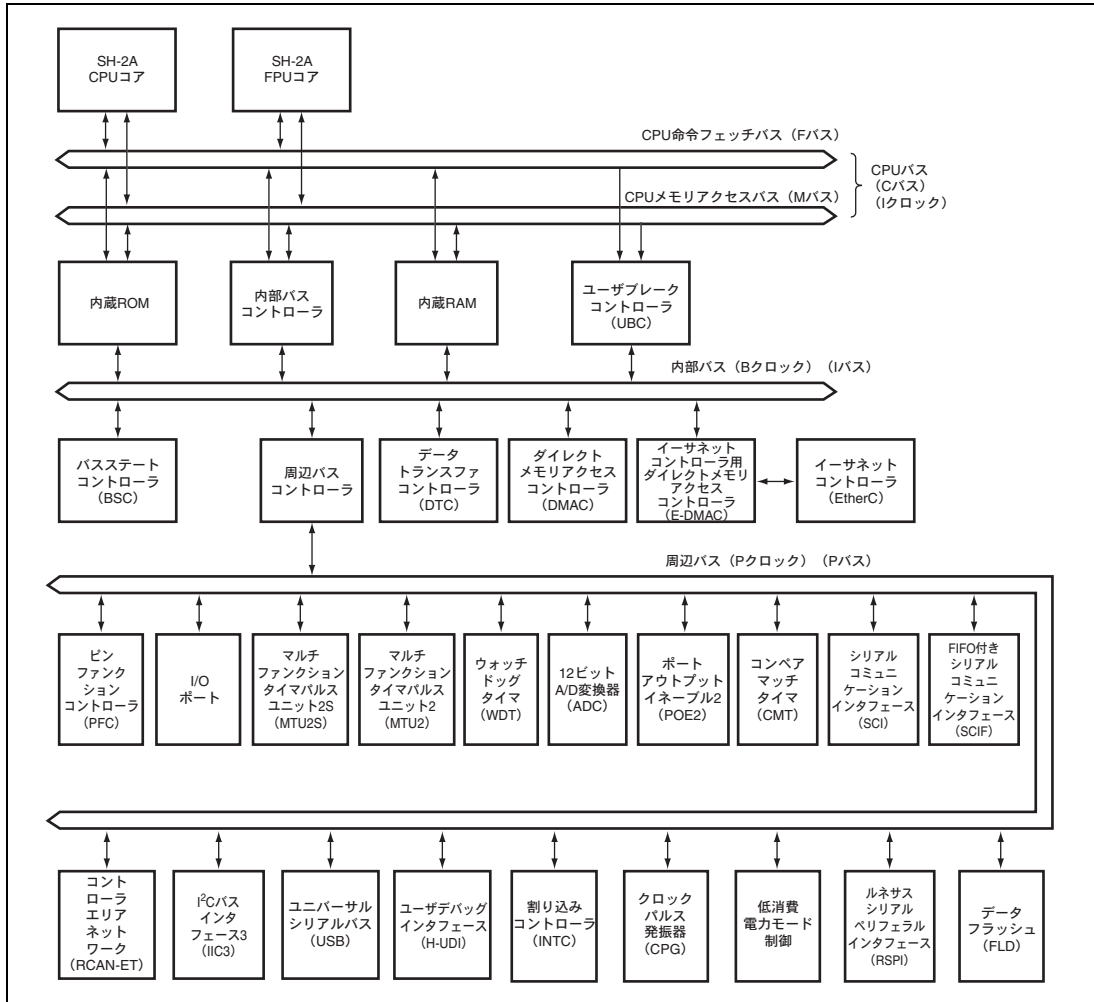 SH-2A
CPUコア
SH-2A
FPUコア
CPU命令フェッチバス（Fバス）
CPUバス
（Cバス）
（Iクロック）
CPUメモリアクセスバス（Mバス）
内蔵ROM
内部バス
コントローラ
内蔵RAM
ユーザブレーク
コントローラ
（UBC）
内部バス（Bクロック）（Iバス）
バスステート
コントローラ
（BSC）
周辺バス
コントローラ
データ
トランスファ
コントローラ
（DTC）
ダイレクト
メモリアクセス
コントローラ
（DMAC）
イーサネット
コントローラ用
ダイレクトメモリ
アクセス
コントローラ
（E-DMAC）
イーサネット
コントローラ
（EtherC）
周辺バス（Pクロック）（Pバス）
ピン
ファンク
ション
コントローラ
（PFC）
I/O
ポート
マルチ
ファンクション
タイマパルス
ユニット2S
（MTU2S）
マルチ
ファンクション
タイマパルス
ユニット2
（MTU2）
ウォッチ
ドッグ
タイマ
（WDT）
12ビット
A/D変換器
（ADC）
ポート
アウトプット
イネーブル2
（POE2）
コンペア
マッチ
タイマ
（CMT）
シリアル
コミュニ
ケーション
インタフェース
（SCI）
FIFO付き
シリアル
コミュニ
ケーション
インタフェース
（SCIF）
コント
ローラ
エリア
ネット
ワーク
（RCAN-ET）
I²Cバス
インタ
フェース3
（IIC3）
ユニバーサル
シリアルバス
（USB）
ユーザデバッグ
インタフェース
（H-UDI）
割り込み
コントローラ
（INTC）
クロック
パルス
発振器
（CPG）
低消費
電力モード
制御
ルネサス
シリアル
ペリフェラル
インタフェース
（RSPI）
データ
フラッシュ
（FLD）